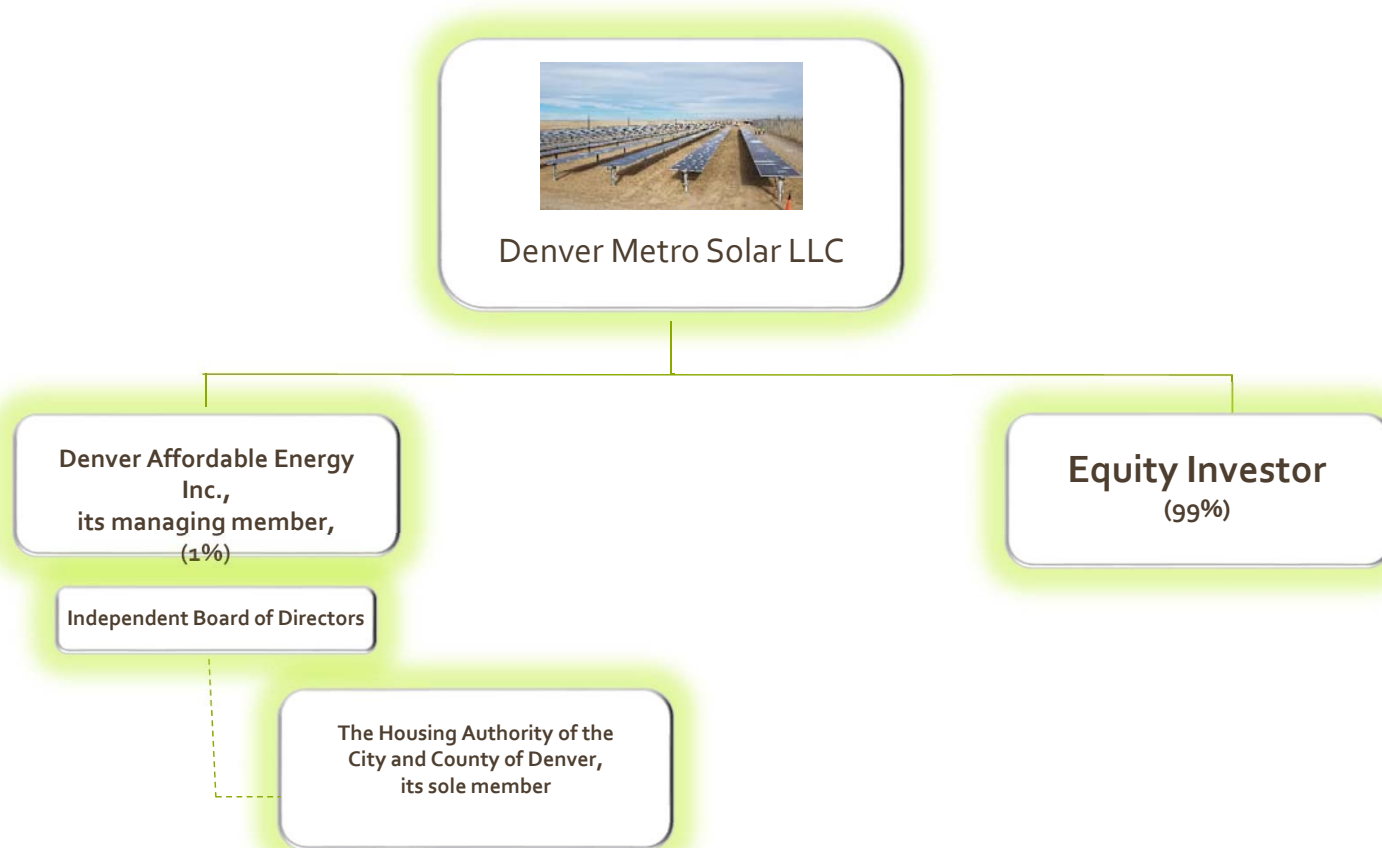 Denver Metro Solar LLC
Denver Affordable Energy
Inc.,
its managing member,
(1%)
Equity Investor
(99%)
Independent Board of Directors
The Housing Authority of the
City and County of Denver,
its sole member